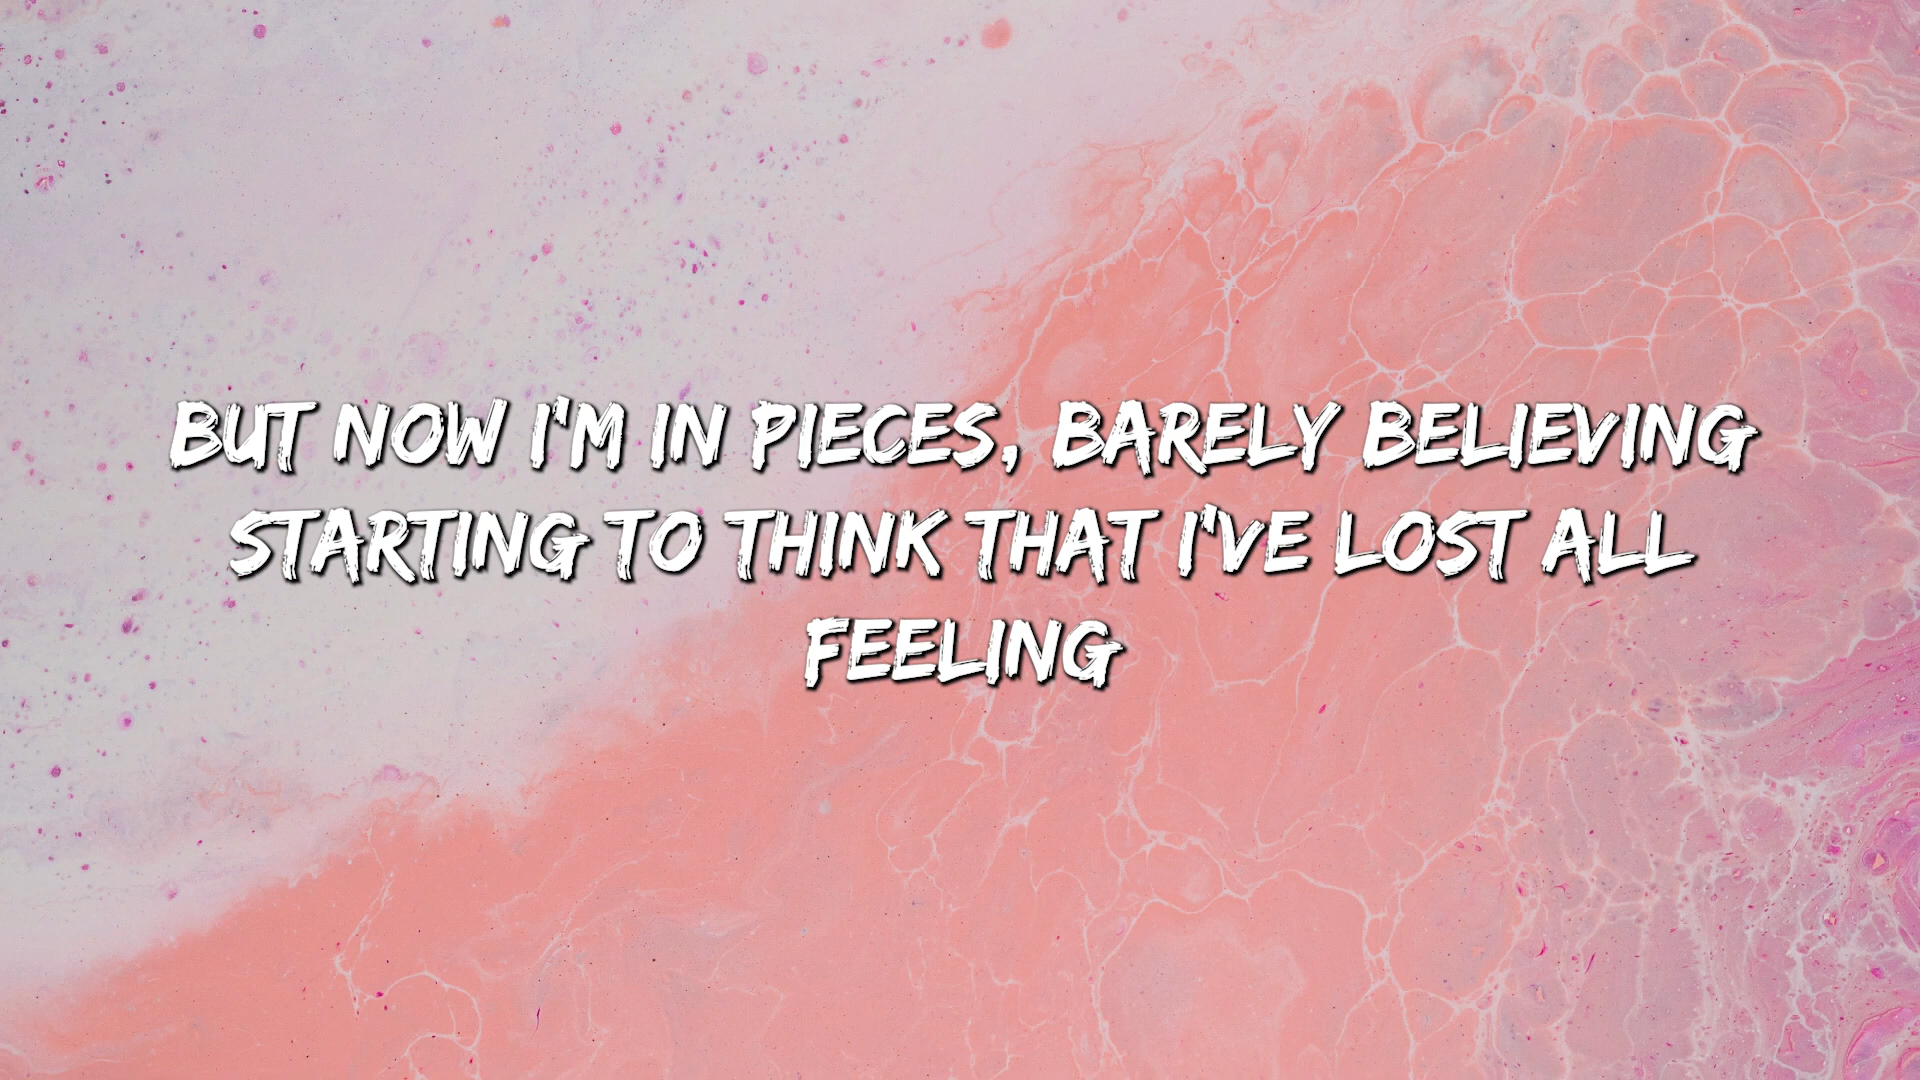 BUT NOW I'M IN PIECES, BARELY BELIEVING
STARTING TO THINK THAT I'VE LOST ALL
FEELING